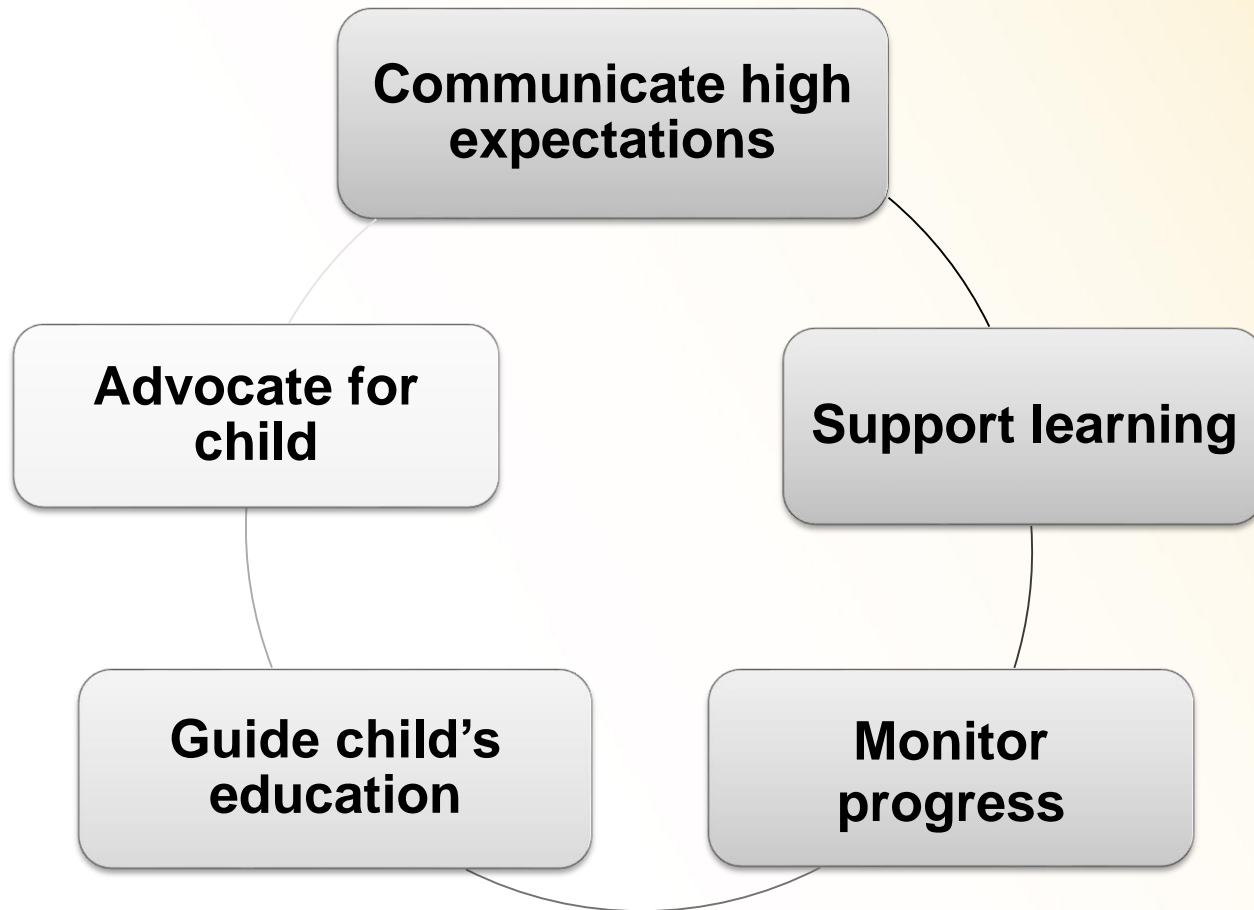 Communicate high
expectations
Advocate for
child
Support learning
Guide child’s
education
Monitor
progress